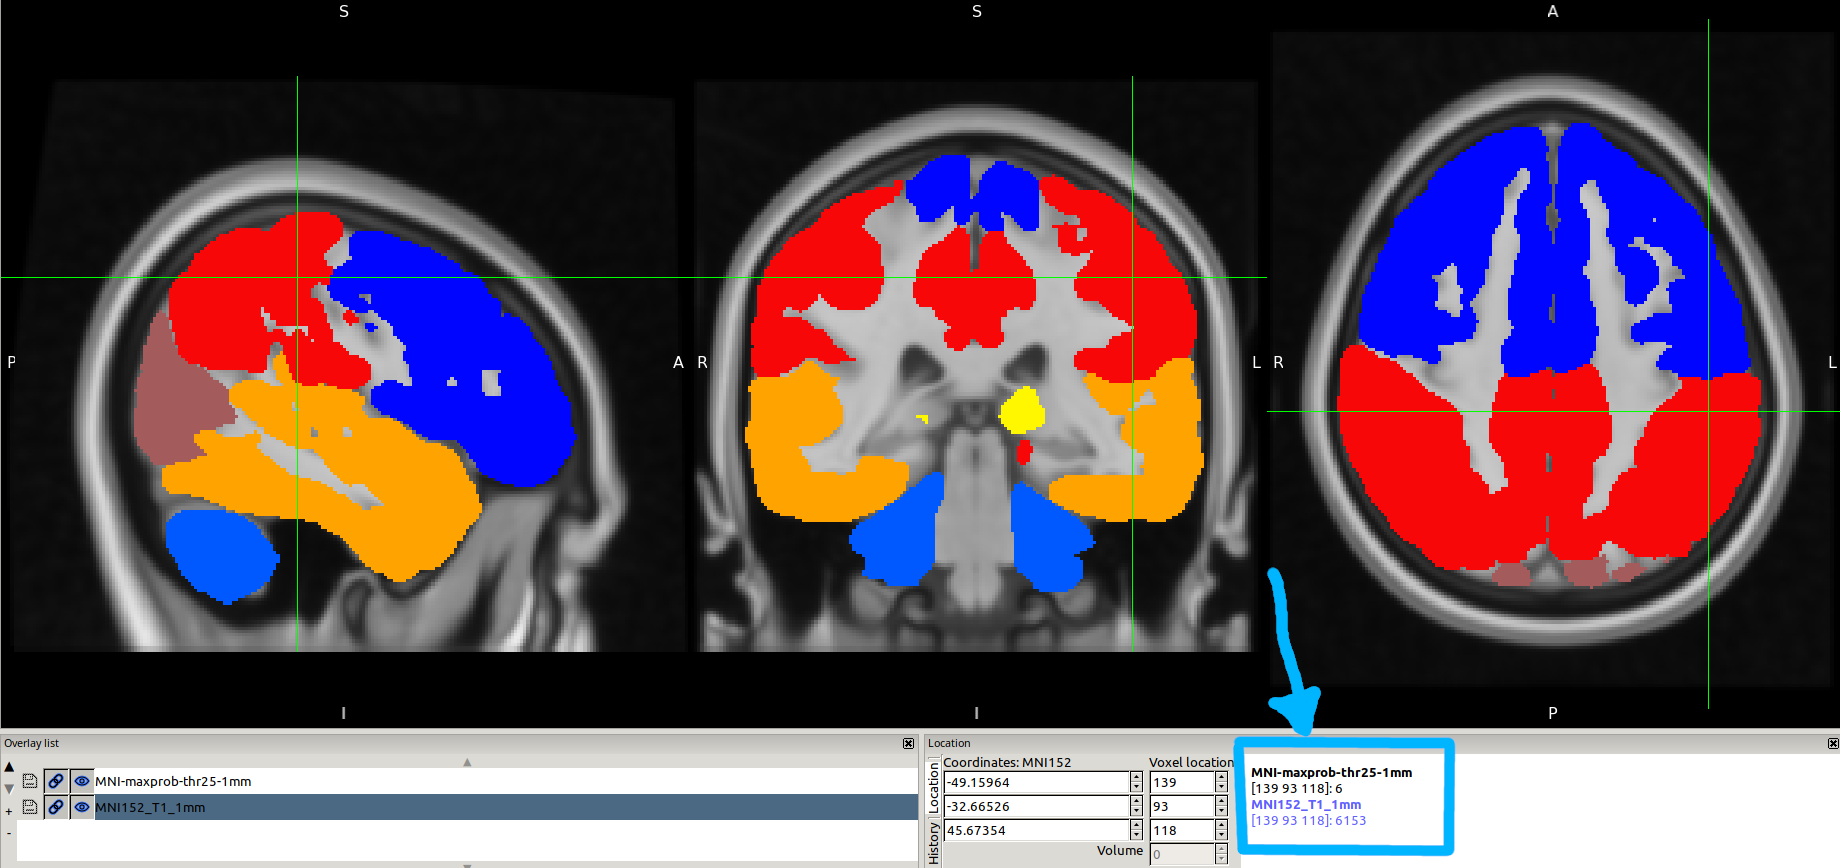 S
S
A
P
A
R
L
R
L
I
I
P
Overlay list
MNI-maxprob-thr25-1mm
MNI152_T1_1mm
Location
Location
History
Coordinates: MNI152
Voxel location
-49.15964
139
-32.66526
93
45.67354
118
Volume
0
MNI-maxprob-thr25-1mm
[139 93 118]: 6
MNI152_T1_1mm
[139 93 118]: 6153